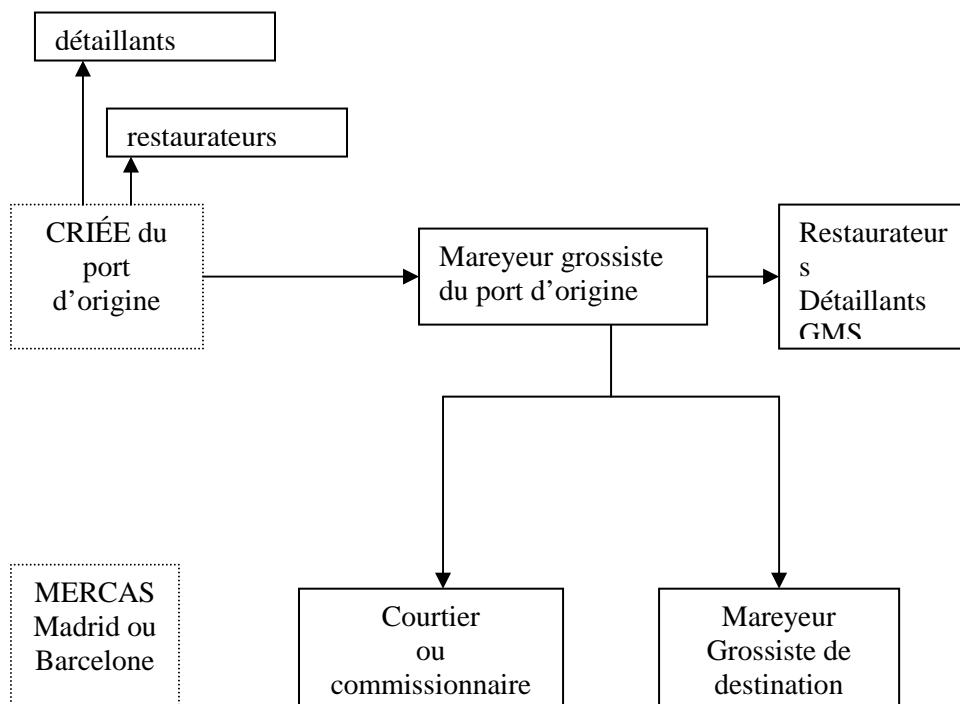 détaillants
restaurateurs
CRIÉE du
port
d’origine
Mareyeur grossiste
du port d’origine
Restaurateur
s
Détaillants
GMS
MERCAS
Madrid ou
Barcelone
Courtier
ou
commissionnaire
Mareyeur
Grossiste de
destination